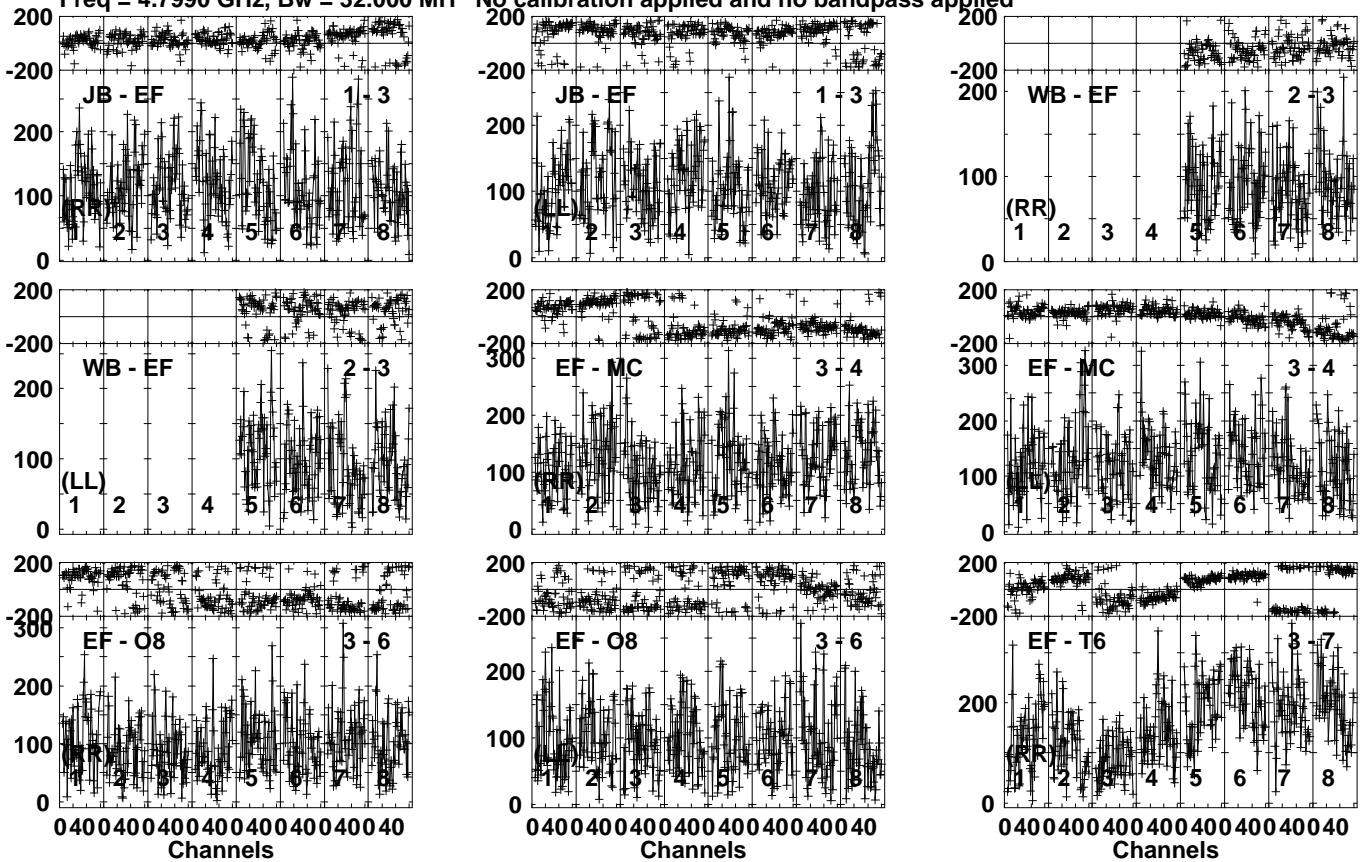 Freq = 4.7990 GHz, Bw = 32.000 MH No calibration applied and no bandpass applied
200 200 200
-200 -200 -200
JB - EF 1 - 3 JB - EF 1 - 3 WB - EF 2 - 3
200 200 200
100 100 100
(RR) (LL) (RR)
1 2 3 4 5 6 7 8 1 2 3 4 5 6 7 8 1 2 3 4 5 6 7 8
0 0 0
200 200 200
-200 -200 -200
WB - EF 2 - 3 EF - MC 3 - 4 EF - MC 3 - 4
300 300
200 200 200
100 100 100
(LL) (RR) (LL)
1 2 3 4 5 6 7 8 1 2 3 4 5 6 7 8 1 2 3 4 5 6 7 8
0 0 0
200 200 200
-200 -200 -200
300
EF - O8 3 - 6 EF - O8 3 - 6 EF - T6 3 - 7
200 200 200
100 100
(RR) (LL) (RR)
1 2 3 4 5 6 7 8 1 2 3 4 5 6 7 8 1 2 3 4 5 6 7 8
0 0 0
0 40 0 40 0 40 0 40 0 40 0 40 0 40 0 40 0 40 0 40 0 40 0 40 0 40 0 40 0 40 0 40 0 40 0 40 0 40 0 40 0 40 0 40 0 40 0 40
Channels Channels Channels